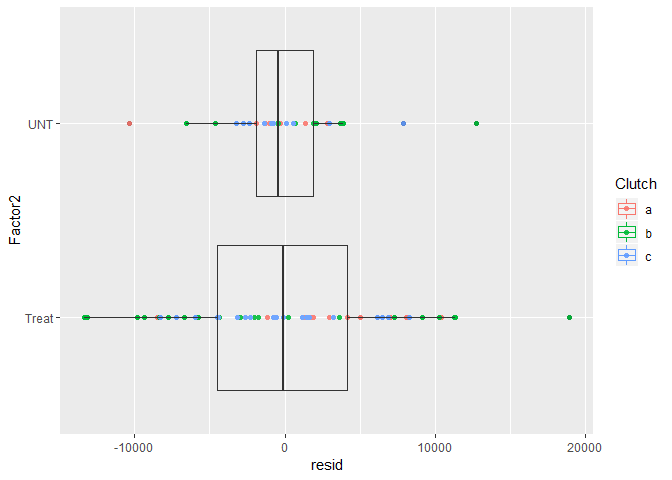 Factor2
UNT
Treat
-10000
0
10000
20000
resid
Clutch
a
b
c